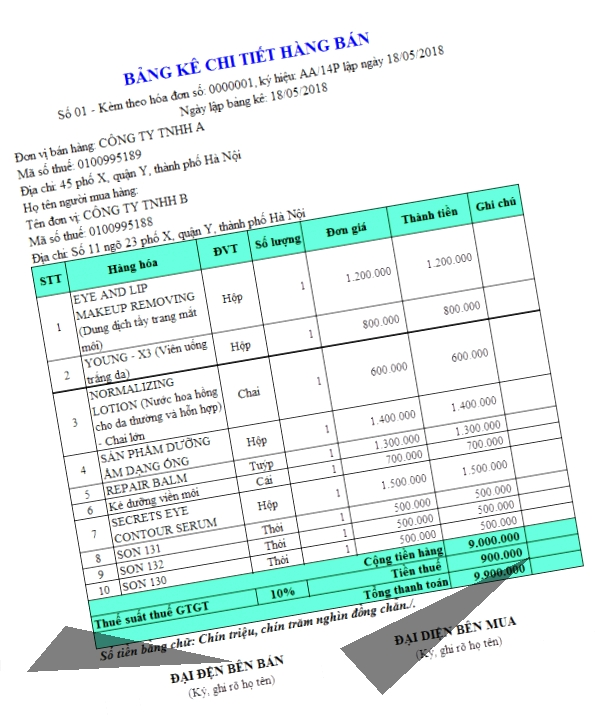 BẢNG KÊ CHI TIẾT HÀNG BÁN
Số 01 - Kèm theo hóa đơn số: 0000001, ký hiệu: AA/14P lập ngày 18/05/2018
Ngày lập bảng kê: 18/05/2018
Đơn vị bán hàng: CÔNG TY TNHH A
Mã số thuế: 0100995189
Địa chỉ: 45 phố X, quận Y, thành phố Hà Nội
Họ tên người mua hàng:
Tên đơn vị: CÔNG TY TNHH B
Mã số thuế: 0100995188
Địa chỉ: Số 11 ngõ 23 phố X, quận Y, thành phố Hà Nội
STT Hàng hóa ĐVT Số lượng Đơn giá Thành tiền Ghi chú
EYE AND LIP
1 MAKEUP REMOVING Hộp 1 1.200.000 1.200.000
(Dung dịch tẩy trang mắt
môi)
2 YOUNG - X3 (Viên uống Hộp 1 800.000 800.000
trắng da)
NORMALIZING
3 LOTION (Nước hoa hồng Chai 1 600.000 600.000
cho da thường và hỗn hợp)
- Chai lớn
4 SẢN PHẨM DƯỠNG Hộp 1 1.400.000 1.400.000
ẨM DẠNG ỐNG
5 REPAIR BALM Tuýp 1 1.300.000 1.300.000
6 Kẻ dưỡng viền môi Cái 1 700.000 700.000
7 SECRETS EYE Hộp 1 1.500.000 1.500.000
CONTOUR SERUM
8 SON 131 Thỏi 1 500.000 500.000
9 SON 132 Thỏi 1 500.000 500.000
10 SON 130 Thỏi 1 500.000 500.000
Cộng tiền hàng 9.000.000
Thuế suất thuế GTGT 10% Tiền thuế 900.000
Tổng thanh toán 9.900.000
Số tiền bằng chữ: Chín triệu, chín trăm nghìn đồng chẵn./.
ĐẠI ĐỆN BÊN BÁN ĐẠI DIỆN BÊN MUA
(Ký, ghi rõ họ tên) (Ký, ghi rõ họ tên)